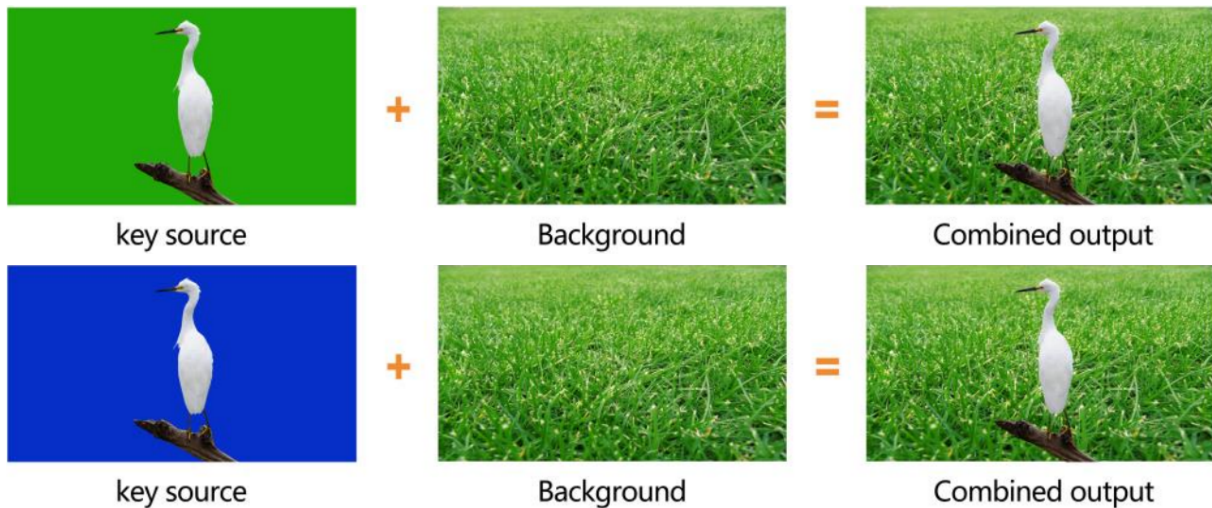 +
=
key source
Background
Combined output
+
=
key source
Background
Combined output